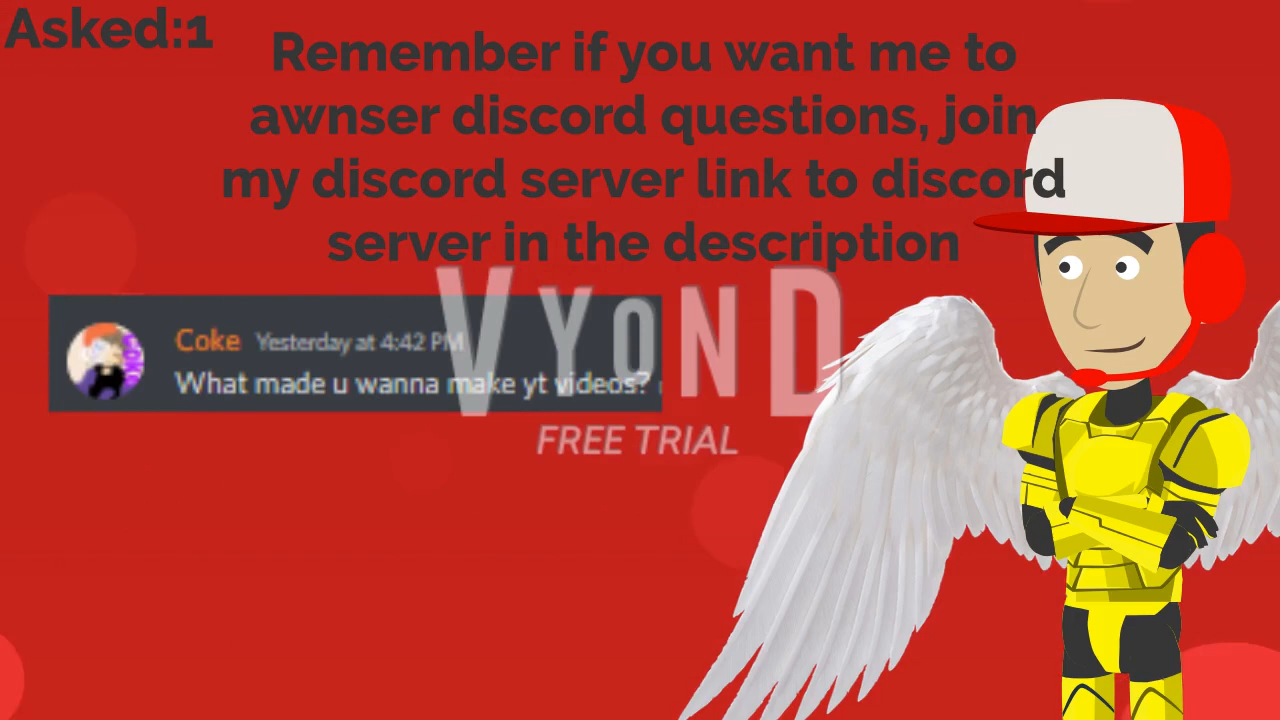 Asked:1
Remember if you want me to
awnser discord questions, join
my discord server link to discord
server in the description
Coke Yesterday at 4:42 PM
What made u wanna make yt videos?
VYOND
FREE TRIAL